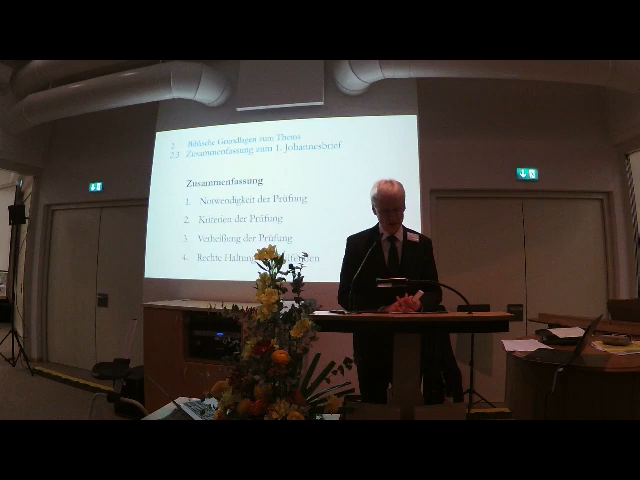 2. Biblische Grundlagen zum Thema
2.3 Zusammenfassung zum 1. Johannesbrief
Zusammenfassung
1. Notwendigkeit der Prüfung
2. Kriterien der Prüfung
3. Verheißung der Prüfung
4. Rechte Haltung